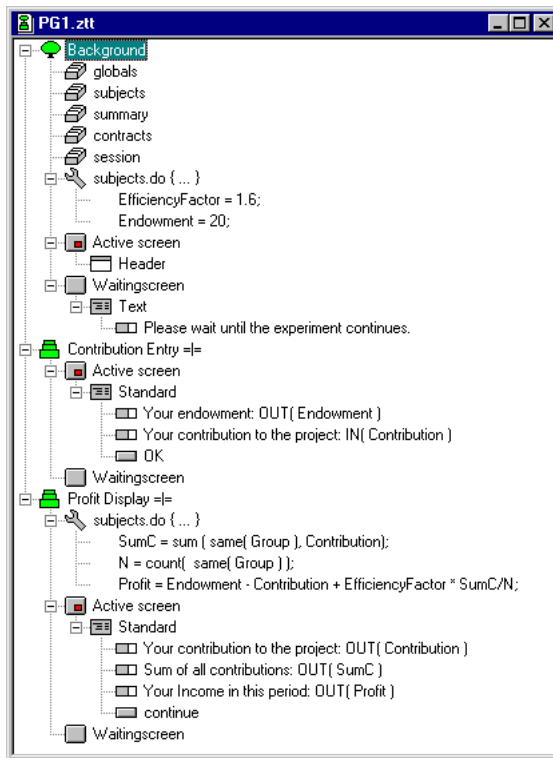 PG1.ztt
Background
globals
subjects
summary
contracts
session
subjects.do { ... }
EfficiencyFactor = 1.6;
Endowment = 20;
Active screen
Header
Waitingscreen
Text
Please wait until the experiment continues.
Contribution Entry =|=
Active screen
Standard
Your endowment: OUT( Endowment )
Your contribution to the project: IN( Contribution )
OK
Waitingscreen
Profit Display =|=
subjects.do { ... }
SumC = sum ( same( Group ), Contribution);
N = count(  same( Group ) );
Profit = Endowment - Contribution + EfficiencyFactor * SumC/N;
Active screen
Standard
Your contribution to the project: OUT( Contribution )
Sum of all contributions: OUT( SumC )
Your Income in this period: OUT( Profit )
continue
Waitingscreen